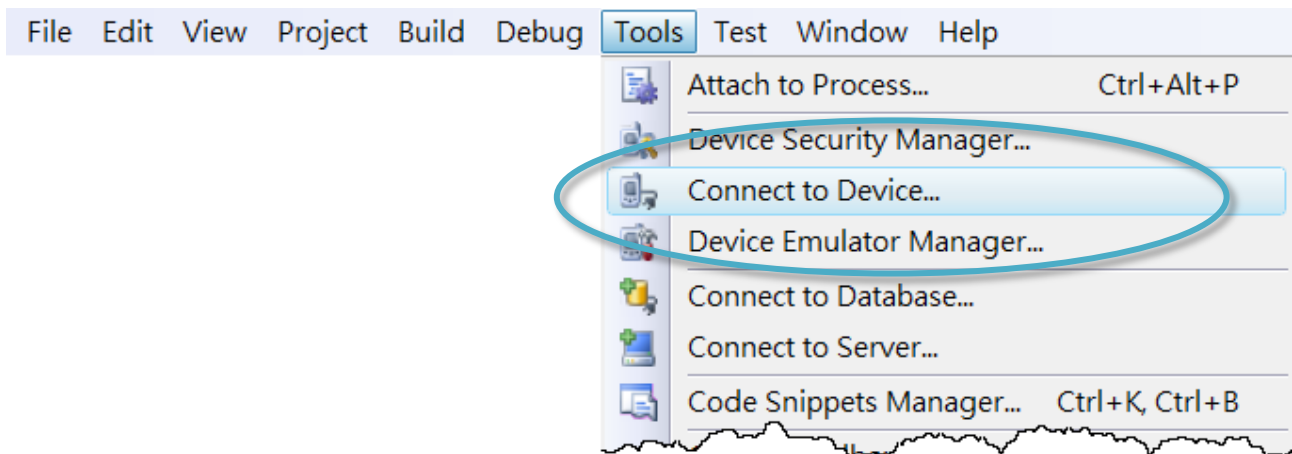 File Edit View Project Build Debug Tools Test Window Help
Attach to Process... Ctrl+Alt+P
Device Security Manager...
Connect to Device...
Device Emulator Manager...
Connect to Database...
Connect to Server...
Code Snippets Manager... Ctrl+K, Ctrl+B